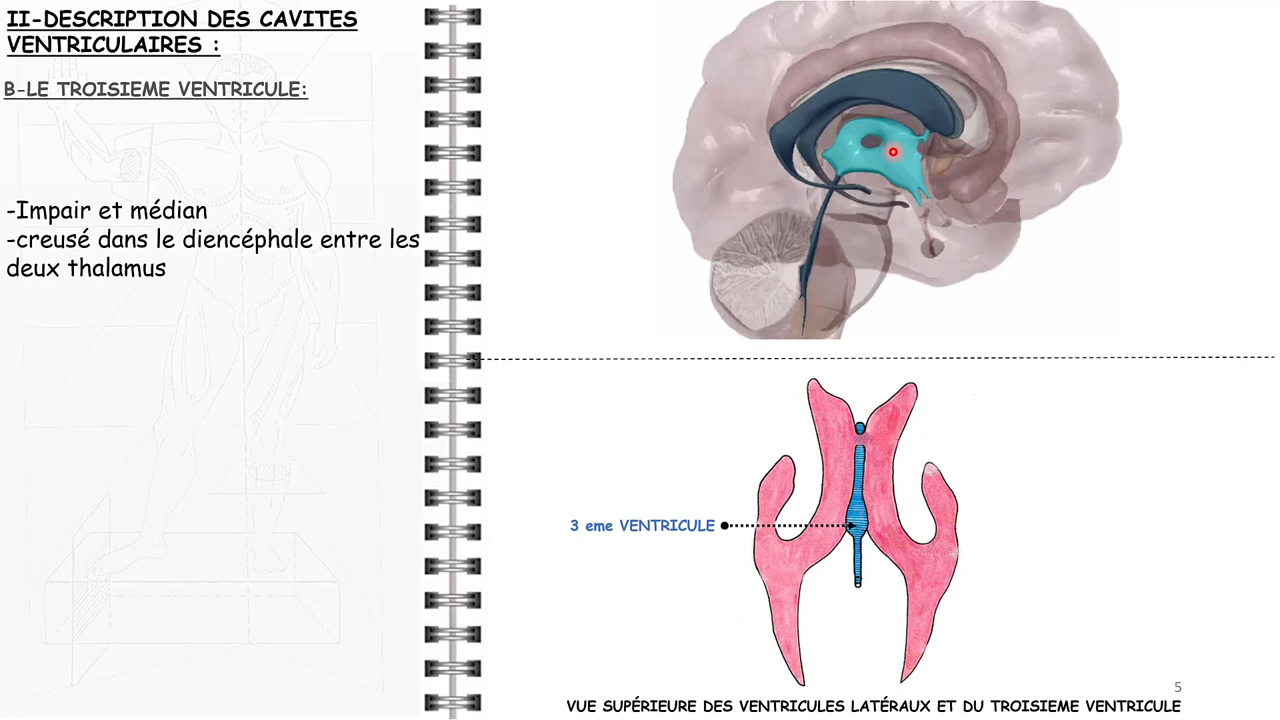 II-DESCRIPTION DES CAVITES
VENTRICULAIRES :
B-LE TROISIEME VENTRICULE:
-Impair et médian
-creusé dans le diencéphale entre les
deux thalamus
3 eme VENTRICULE
5
VUE SUPÉRIEURE DES VENTRICULES LATÉRAUX ET DU TROISIEME VENTRICULE